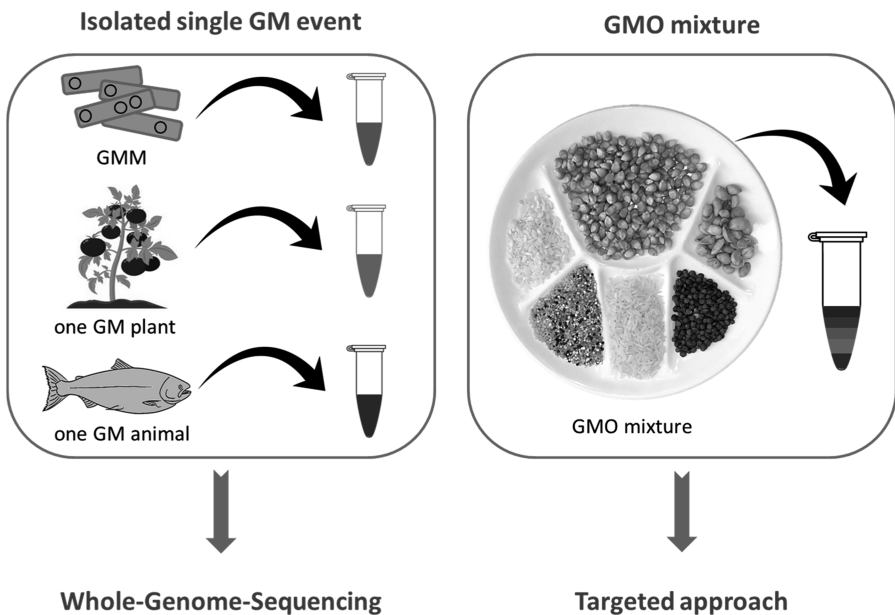 Isolated single GM event
GMO mixture
GMM
one GM plant
one GM animal
GMO mixture
Whole-Genome-Sequencing
Targeted approach